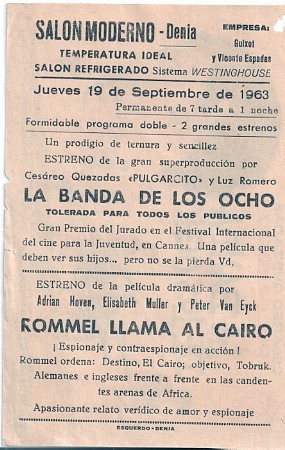 SALON MODERNO - Denia
EMPRESA:
Guixot
y Vicente Espadas
TEMPERATURA IDEAL
SALON REFRIGERADO Sistema WESTINGHOUSE
Jueves 19 de Septiembre de 1963
Permanente de 7 tarde a 1 noche
Formidable programa doble - 2 grandes estrenos
Un prodigio de ternura y sencillez
ESTRENO de la gran superproducción por
Cesáreo Quezadas «PULGARCITO» y Luz Romero
LA BANDA DE LOS OCHO
TOLERADA PARA TODOS LOS PUBLICOS
Gran Premio del Jurado en el Festival Internacional
del cine para la Juventud, en Cannes. Una película que
deben ver sus hijos... pero no se la pierda Vd.
ESTRENO de la película dramática por
Adrian Hoven, Elisabeth Muller y Peter Van Eyck
ROMMEL LLAMA AL CAIRO
¡Espionaje y contraespionaje en acción!
Rommel ordena: Destino, El Cairo; objetivo, Tobruk.
Alemanes e ingleses frente a frente en las canden-
tes arenas de Africa.
Apasionante relato verídico de amor y espionaje
ESQUERDO - DENIA